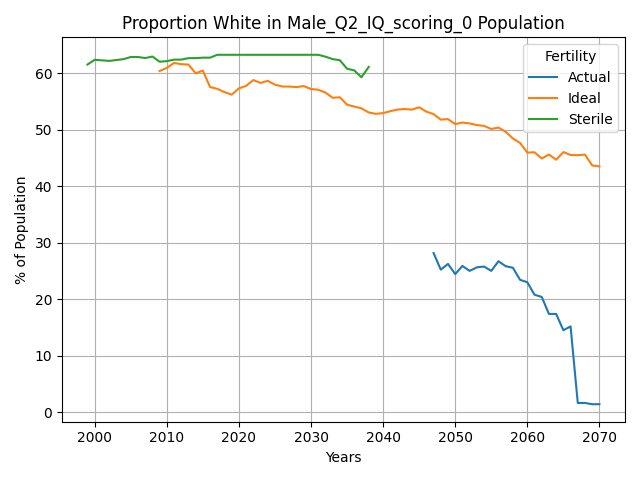 Proportion White in Male_Q2_IQ_scoring_0 Population
Fertility
Actual
Ideal
Sterile
% of Population
60
50
40
30
20
10
0
2000 2010 2020 2030 2040 2050 2060 2070
Years